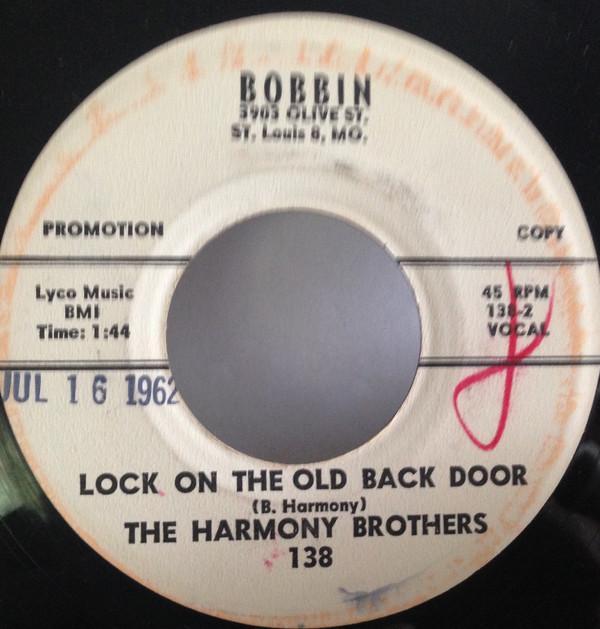 BOBBIN
3903 OLIVE ST.
ST. Louis 8, MO.
PROMOTION COPY
Lyco Music
BMI
Time: 1:44
45 RPM
138-2
VOCAL
JUL 16 1962
LOCK ON THE OLD BACK DOOR
(B. Harmony)
THE HARMONY BROTHERS
138